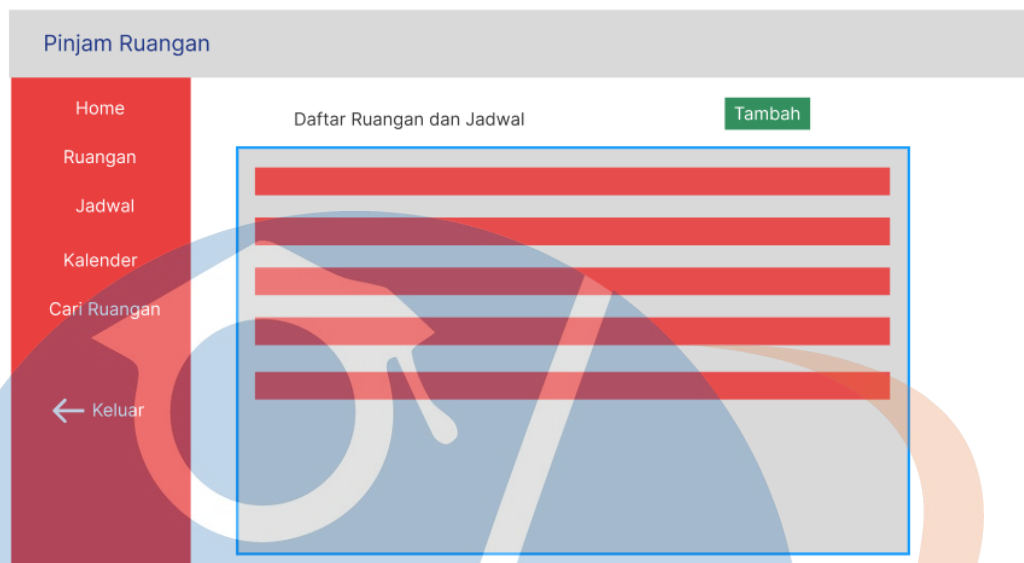 Pinjam Ruangan
Home
Ruangan
Jadwal
Kalender
Cari Ruangan
Keluar
Daftar Ruangan dan Jadwal
Tambah